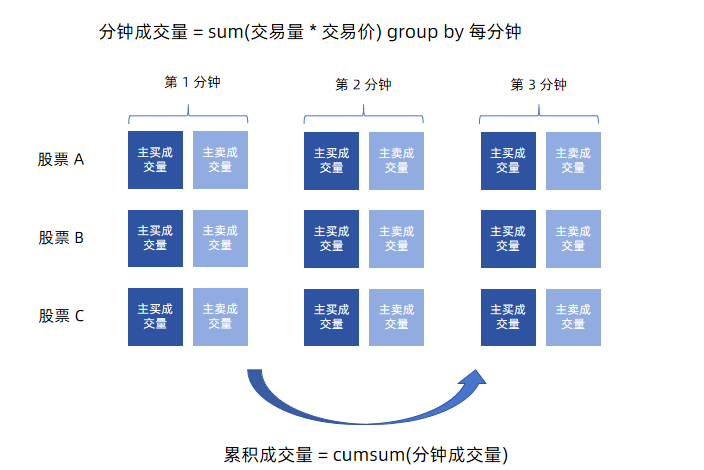 分钟成交量 = sum(交易量 * 交易价) group by 每分钟
第 1 分钟 第 2 分钟 第 3 分钟
股票 A
主买成
交量
主卖成
交量
主买成
交量
主卖成
交量
主买成
交量
主卖成
交量
股票 B
主买成
交量
主卖成
交量
主买成
交量
主卖成
交量
主买成
交量
主卖成
交量
股票 C
主买成
交量
主卖成
交量
主买成
交量
主卖成
交量
主买成
交量
主卖成
交量
累积成交量 = cumsum(分钟成交量)